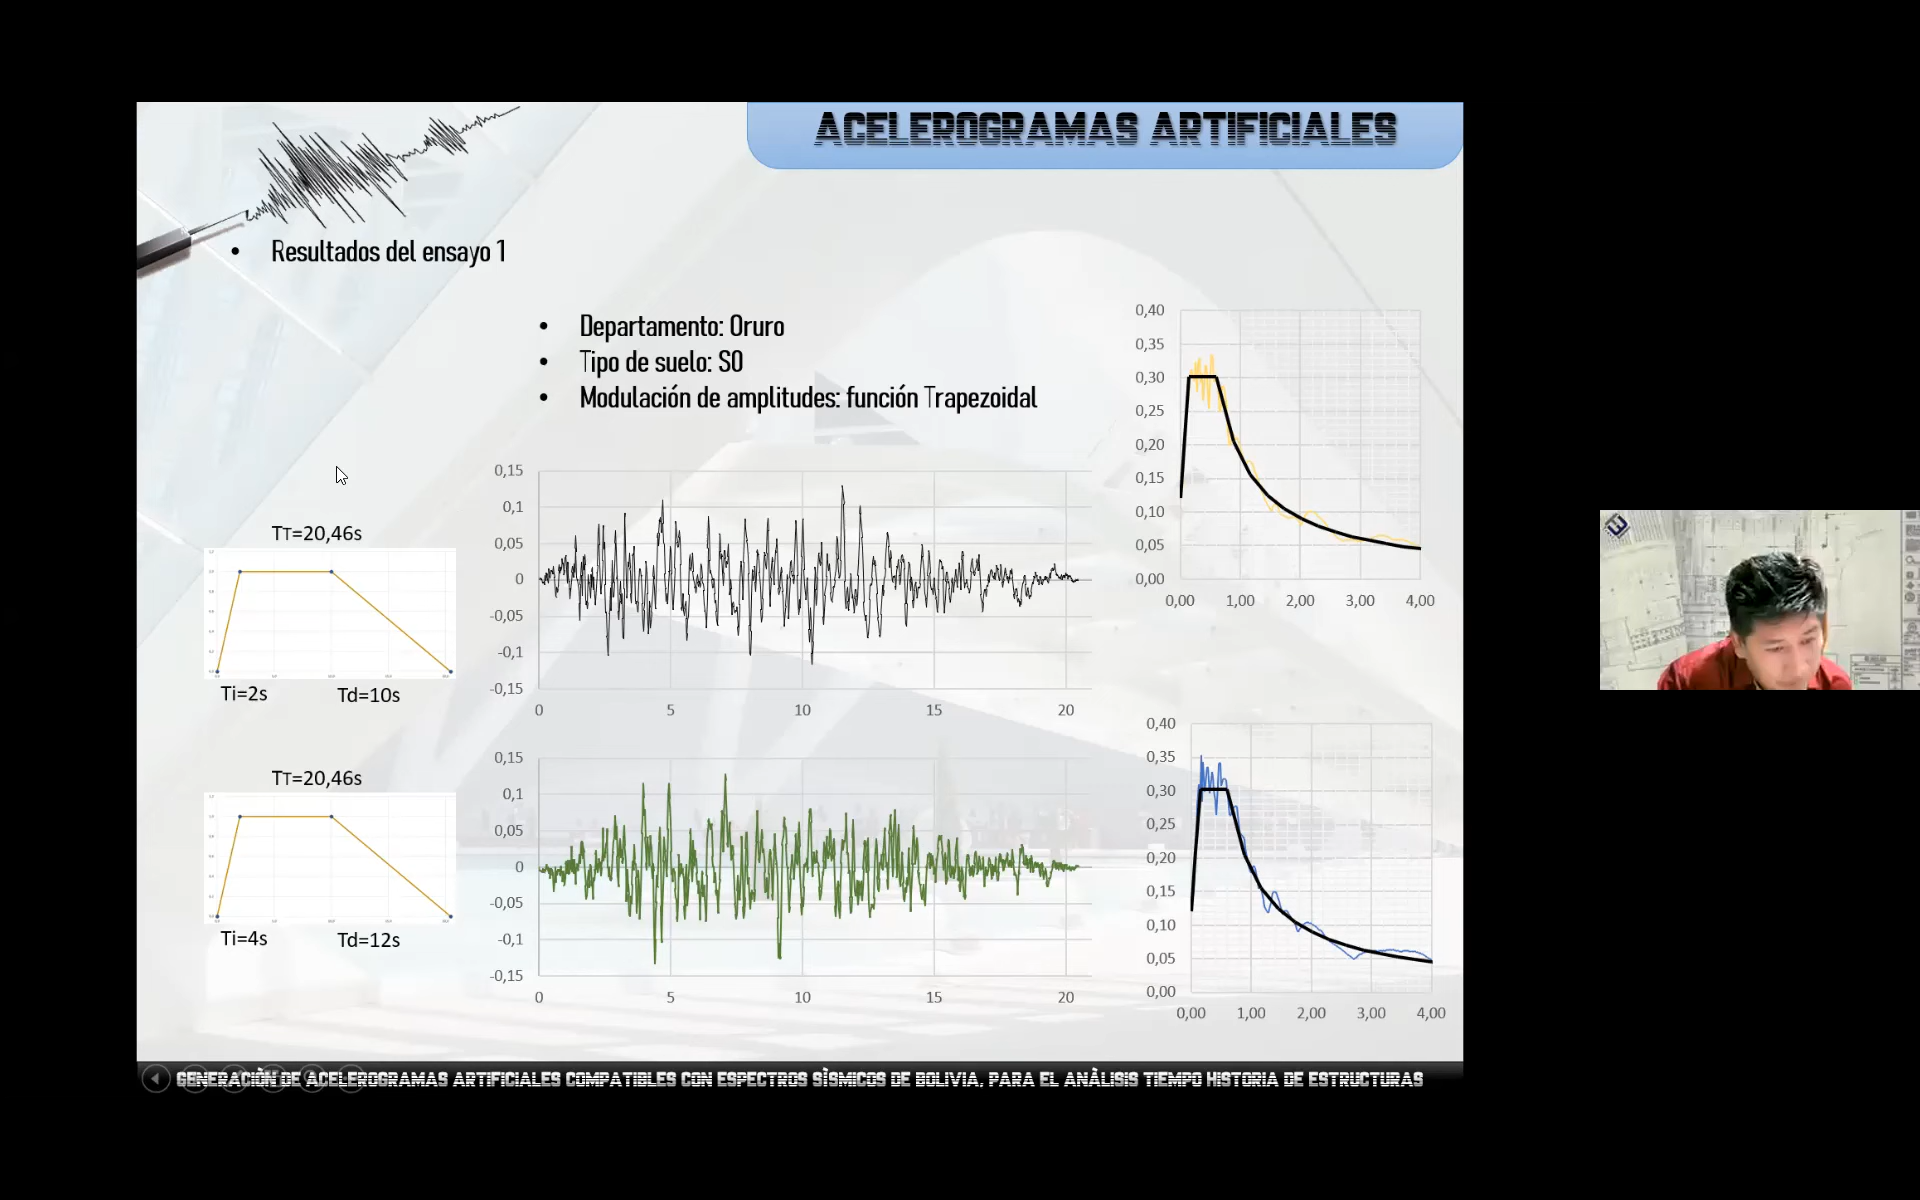 ACELEROGRAMAS ARTIFICIALES
• Resultados del ensayo 1
• Departamento: Oruro
• Tipo de suelo: S0
• Modulación de amplitudes: función Trapezoidal
TT=20,46s
Ti=2s Td=10s
0,15
0,1
0,05
0
-0,05
-0,1
-0,15
0 5 10 15 20
0,40
0,35
0,30
0,25
0,20
0,15
0,10
0,05
0,00
0,00 1,00 2,00 3,00 4,00
TT=20,46s
Ti=4s Td=12s
0,15
0,1
0,05
0
-0,05
-0,1
-0,15
0 5 10 15 20
0,40
0,35
0,30
0,25
0,20
0,15
0,10
0,05
0,00
0,00 1,00 2,00 3,00 4,00
GENERACIÒN DE ACELEROGRAMAS ARTIFICIALES COMPATIBLES CON ESPECTROS SÍSMICOS DE BOLIVIA, PARA EL ANÀLISIS TIEMPO HISTORIA DE ESTRUCTURAS